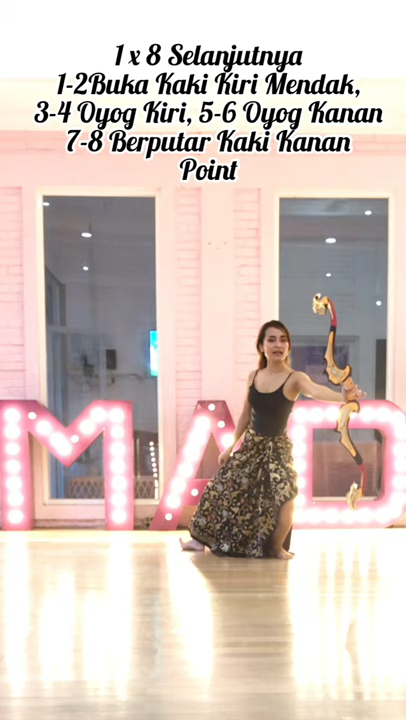 1 x 8 Selanjutnya
1-2Buka Kaki Kiri Mendak,
3-4 Oyog Kiri, 5-6 Oyog Kanan
7-8 Berputar Kaki Kanan
Point
MAD